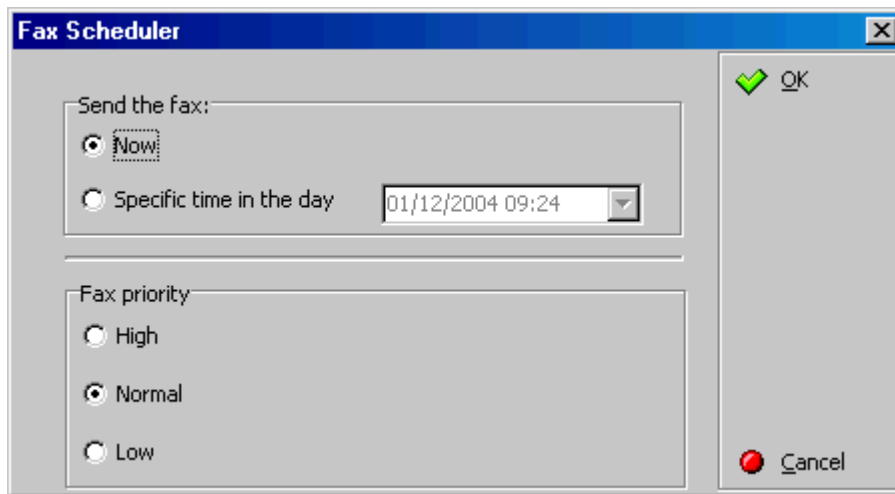 Fax Scheduler
Send the fax:
Now
Specific time in the day 01/12/2004 09:24
Fax priority
High
Normal
Low
OK
Cancel